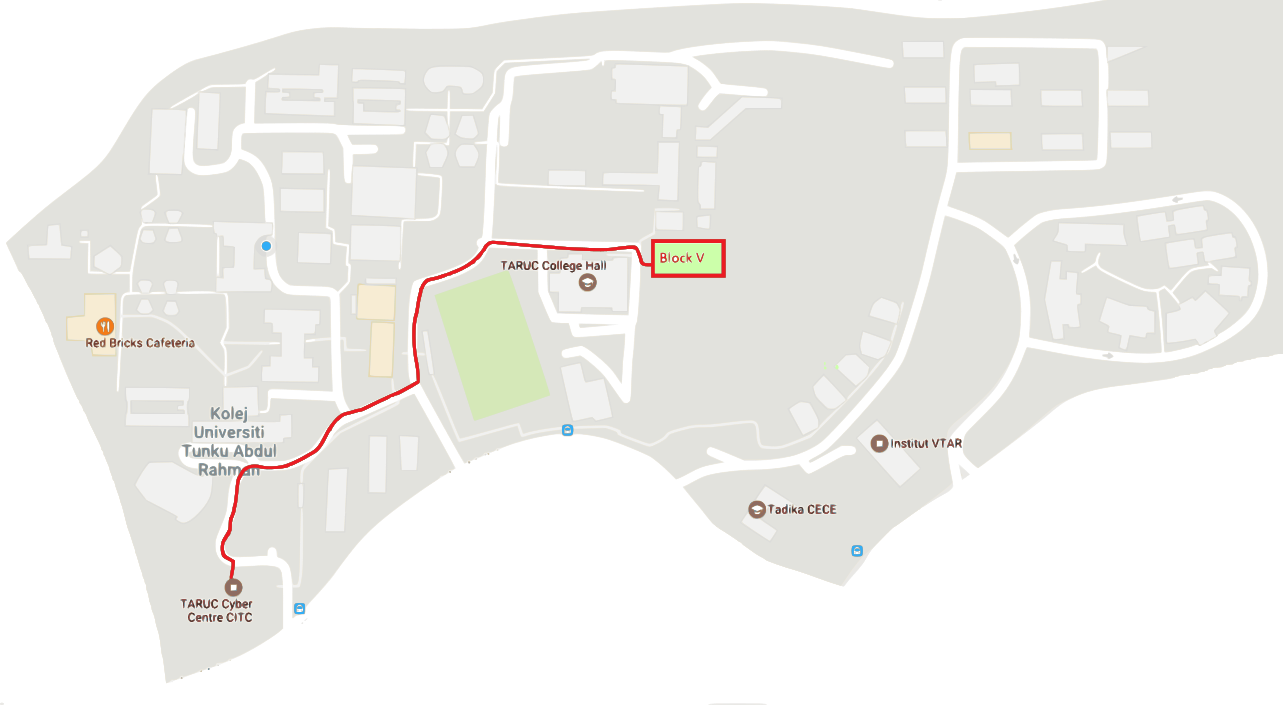 Block V
TARUC College Hall
Red Bricks Cafeteria
Kolej
Universiti
Tunku Abdul
Rahman
Institut VTAR
Tadika CECE
TARUC Cyber
Centre CITC